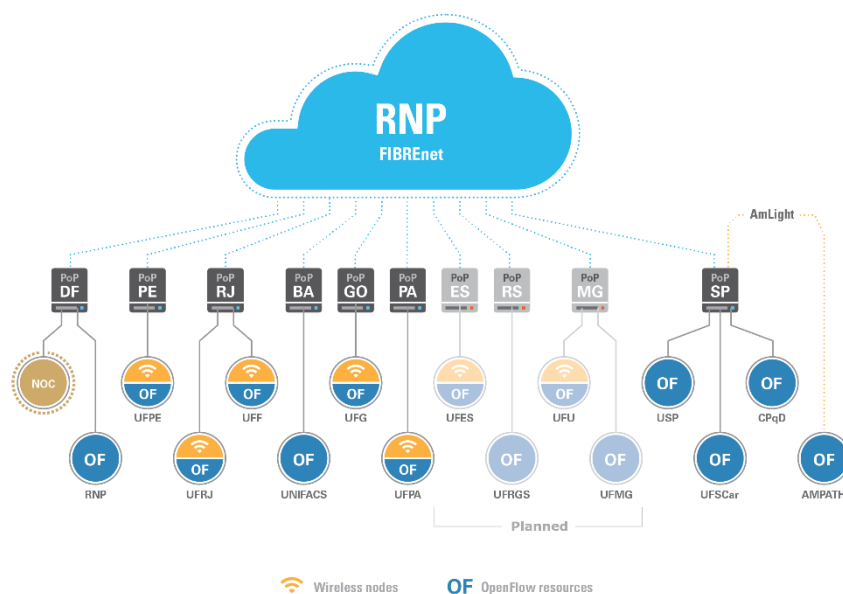 RNP
FIBREnet
AmLight
PoP DF
PoP PE
PoP RJ
PoP BA
PoP GO
PoP PA
PoP ES
PoP RS
PoP MG
PoP SP
NOC
OF
UFPE
OF
UFF
OF
UFG
OF
UFES
OF
UFU
OF
USP
OF
CPqD
OF
RNP
OF
UFRJ
OF
UNIFACS
OF
UFPA
OF
UFRGS
OF
UFMG
OF
UFSCar
OF
AMPATH
Planned
Wireless nodes
OF OpenFlow resources